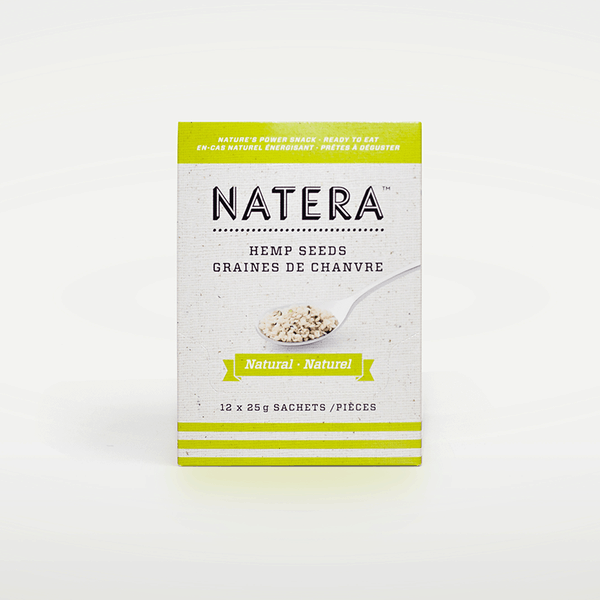 NATURE'S POWER SNACK · READY TO EAT
EN-CAS NATUREL ÉNERGISANT · PRÊTES À DÉGUSTER
NATERA™
HEMP SEEDS
GRAINES DE CHANVRE
Natural · Naturel
12 x 25g SACHETS /PIÈCES